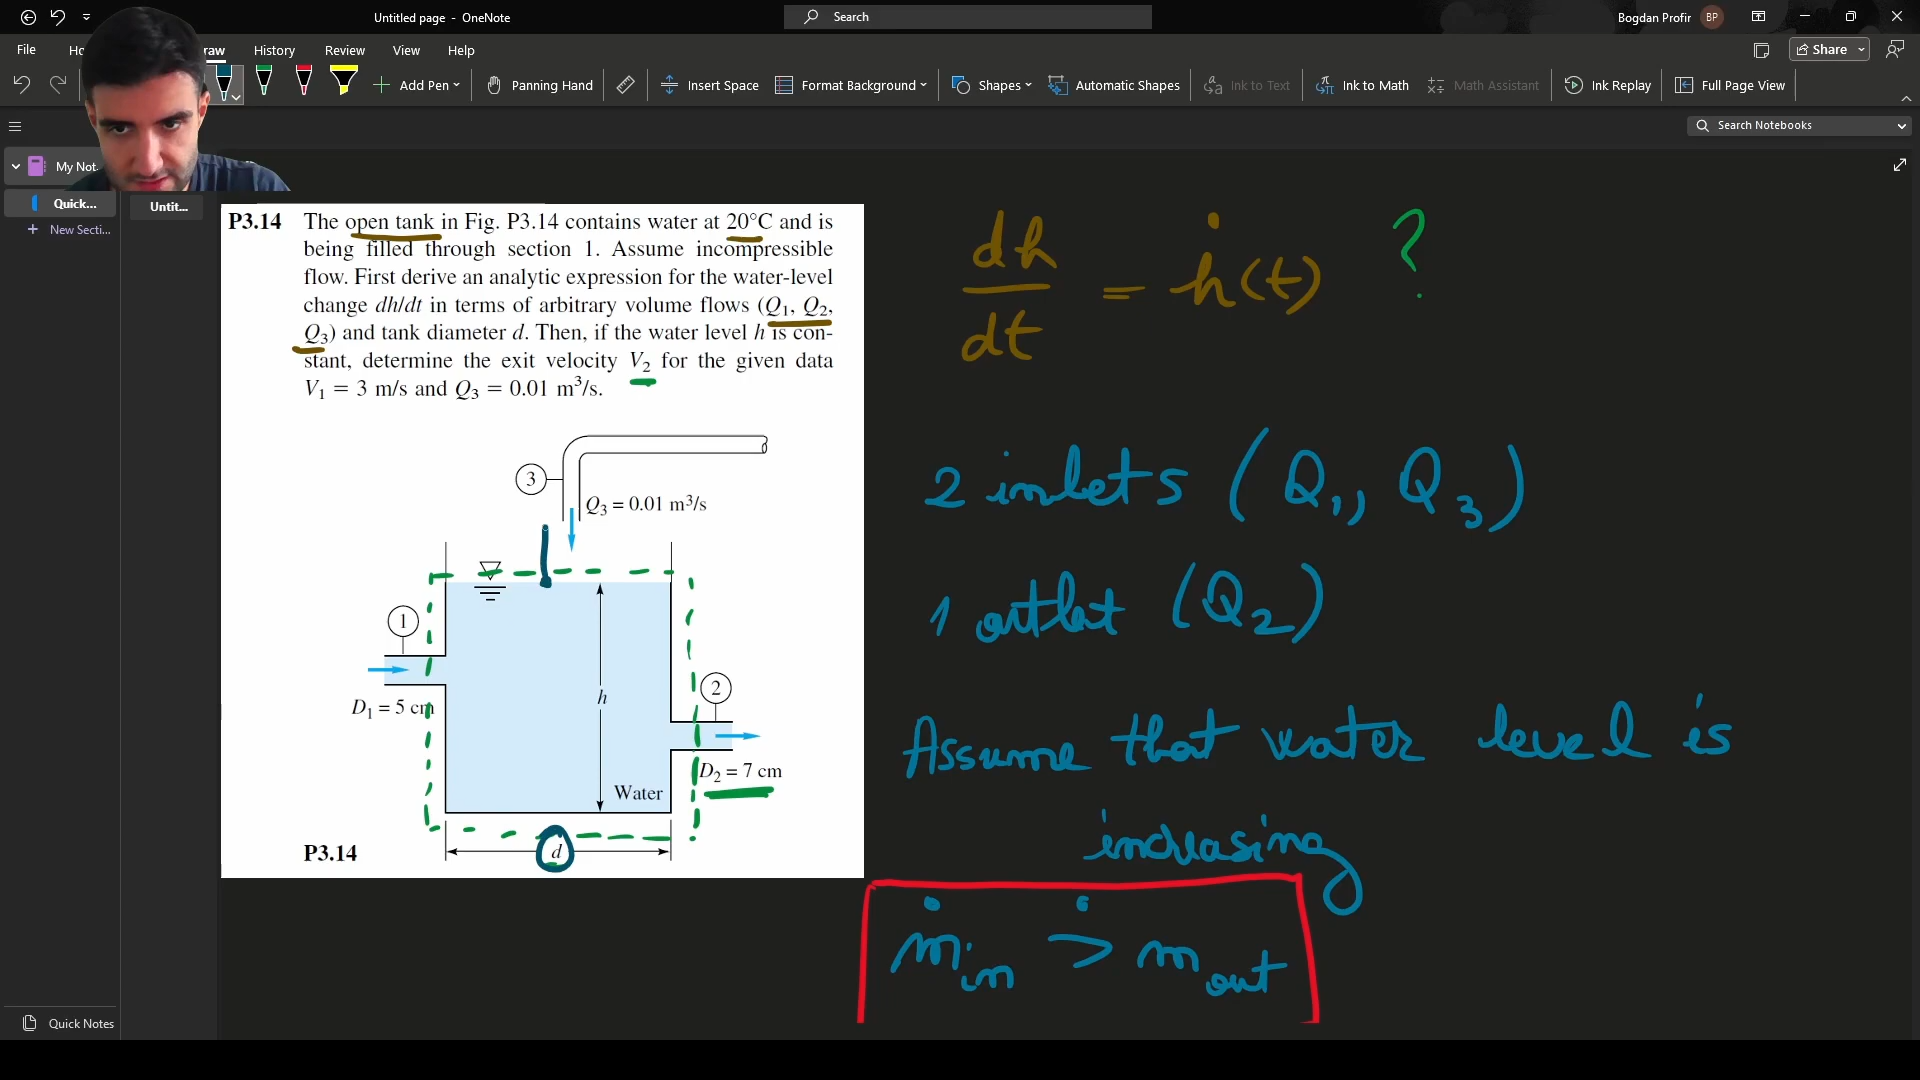 Untitled page - OneNote
Search
Bogdan Profir
BP
File
raw
History
Review
View
Help
Share
Add Pen
Panning Hand
Insert Space
Format Background
Shapes
Automatic Shapes
Ink to Text
Ink to Math
Math Assistant
Ink Replay
Full Page View
Search Notebooks
My Not.
Quick...
Untit...
+ New Secti...
P3.14 The open tank in Fig. P3.14 contains water at 20°C and is
being filled through section 1. Assume incompressible
flow. First derive an analytic expression for the water-level
change dh/dt in terms of arbitrary volume flows (Q₁, Q₂,
Q₃) and tank diameter d. Then, if the water level h is con-
stant, determine the exit velocity V₂ for the given data
V₁ = 3 m/s and Q₃ = 0.01 m³/s.
3
Q₃ = 0.01 m³/s
1
2
h
D₁ = 5 cm
D₂ = 7 cm
Water
d
P3.14
dh/dt = ḣ(t) ?
2 inlets (Q₁, Q₃)
1 outlet (Q₂)
Assume that water level is
increasing
ṁin > ṁout
Quick Notes